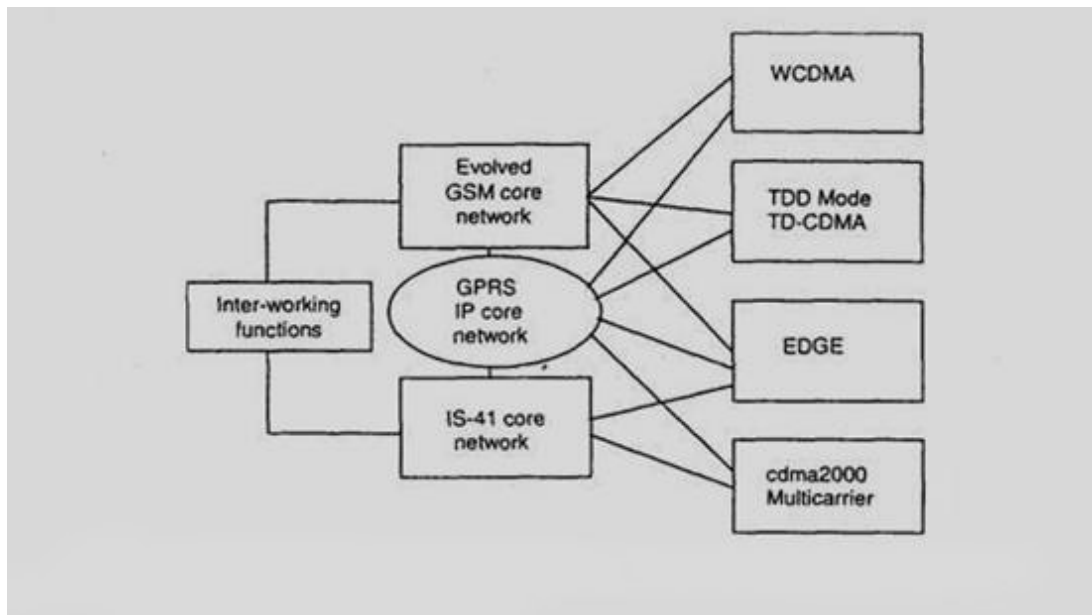 WCDMA
Evolved
GSM core
network
TDD Mode
TD-CDMA
Inter-working
functions
GPRS
IP core
network
EDGE
IS-41 core
network
cdma2000
Multicarrier